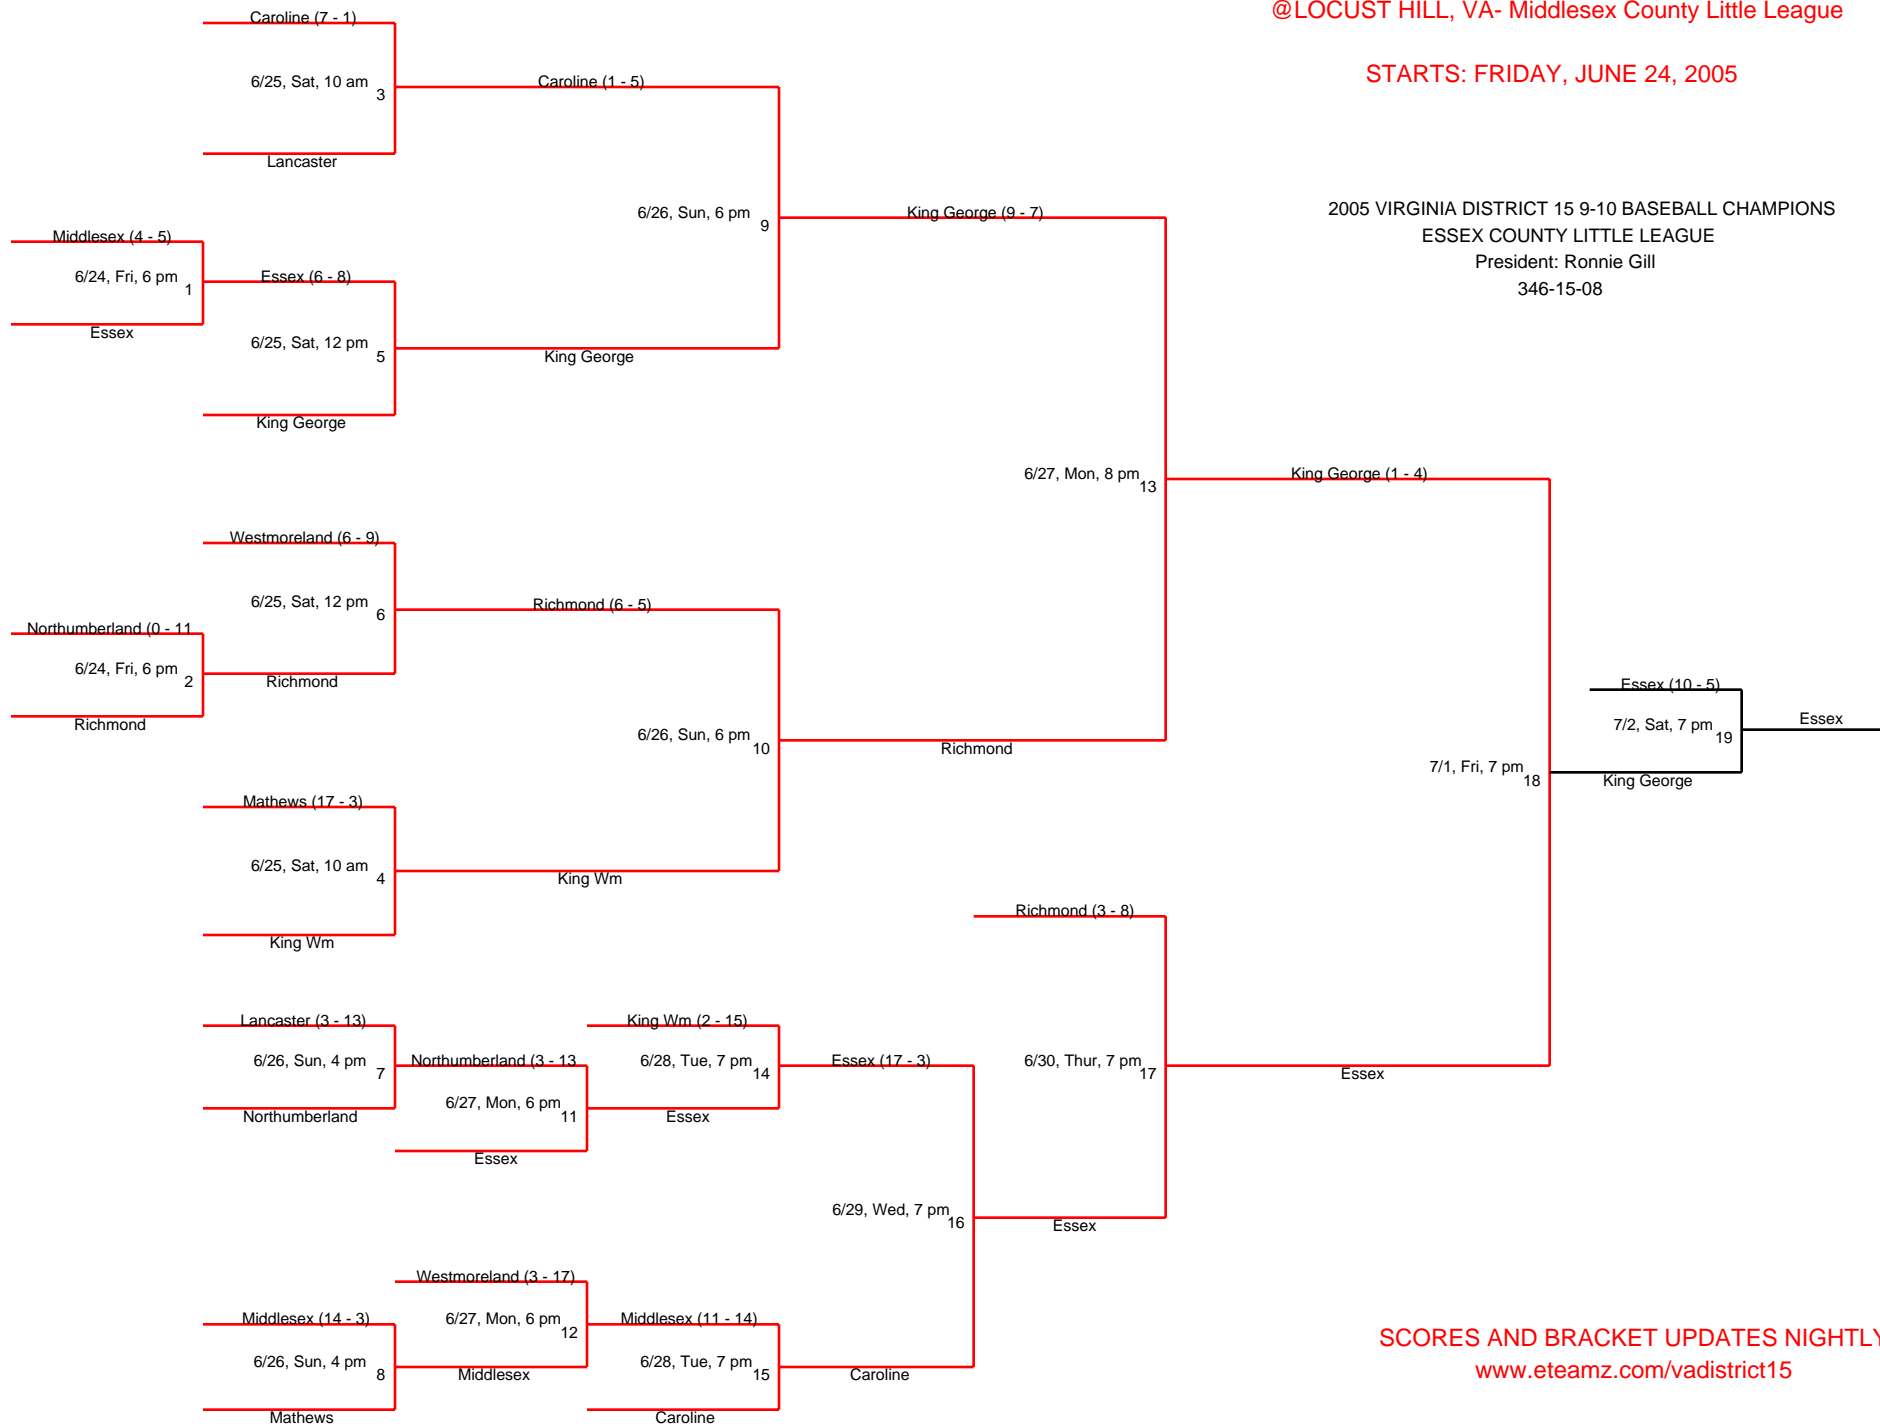 @LOCUST HILL, VA- Middlesex County Little League
STARTS: FRIDAY, JUNE 24, 2005
2005 VIRGINIA DISTRICT 15 9-10 BASEBALL CHAMPIONS
ESSEX COUNTY LITTLE LEAGUE
President: Ronnie Gill
346-15-08
Caroline (7 - 1)
6/25, Sat, 10 am
3
Lancaster
Caroline (1 - 5)
Middlesex (4 - 5)
6/24, Fri, 6 pm
1
Essex
Essex (6 - 8)
6/25, Sat, 12 pm
5
King George
King George
6/26, Sun, 6 pm
9
King George (9 - 7)
Westmoreland (6 - 9)
6/25, Sat, 12 pm
6
Northumberland (0 - 11
6/24, Fri, 6 pm
2
Richmond
Richmond
Richmond (6 - 5)
6/26, Sun, 6 pm
10
Richmond
Mathews (17 - 3)
6/25, Sat, 10 am
4
King Wm
King Wm
6/27, Mon, 8 pm
13
King George (1 - 4)
Lancaster (3 - 13)
6/26, Sun, 4 pm
7
Northumberland
Northumberland (3 - 13
6/27, Mon, 6 pm
11
Essex
King Wm (2 - 15)
6/28, Tue, 7 pm
14
Essex
Essex (17 - 3)
6/29, Wed, 7 pm
16
Westmoreland (3 - 17)
6/27, Mon, 6 pm
12
Middlesex (14 - 3)
6/26, Sun, 4 pm
8
Mathews
Middlesex
Middlesex (11 - 14)
6/28, Tue, 7 pm
15
Caroline
Caroline
Richmond (3 - 8)
6/30, Thur, 7 pm
17
Essex
Essex
7/1, Fri, 7 pm
18
Essex (10 - 5)
7/2, Sat, 7 pm
19
King George
Essex
SCORES AND BRACKET UPDATES NIGHTLY
www.eteamz.com/vadistrict15